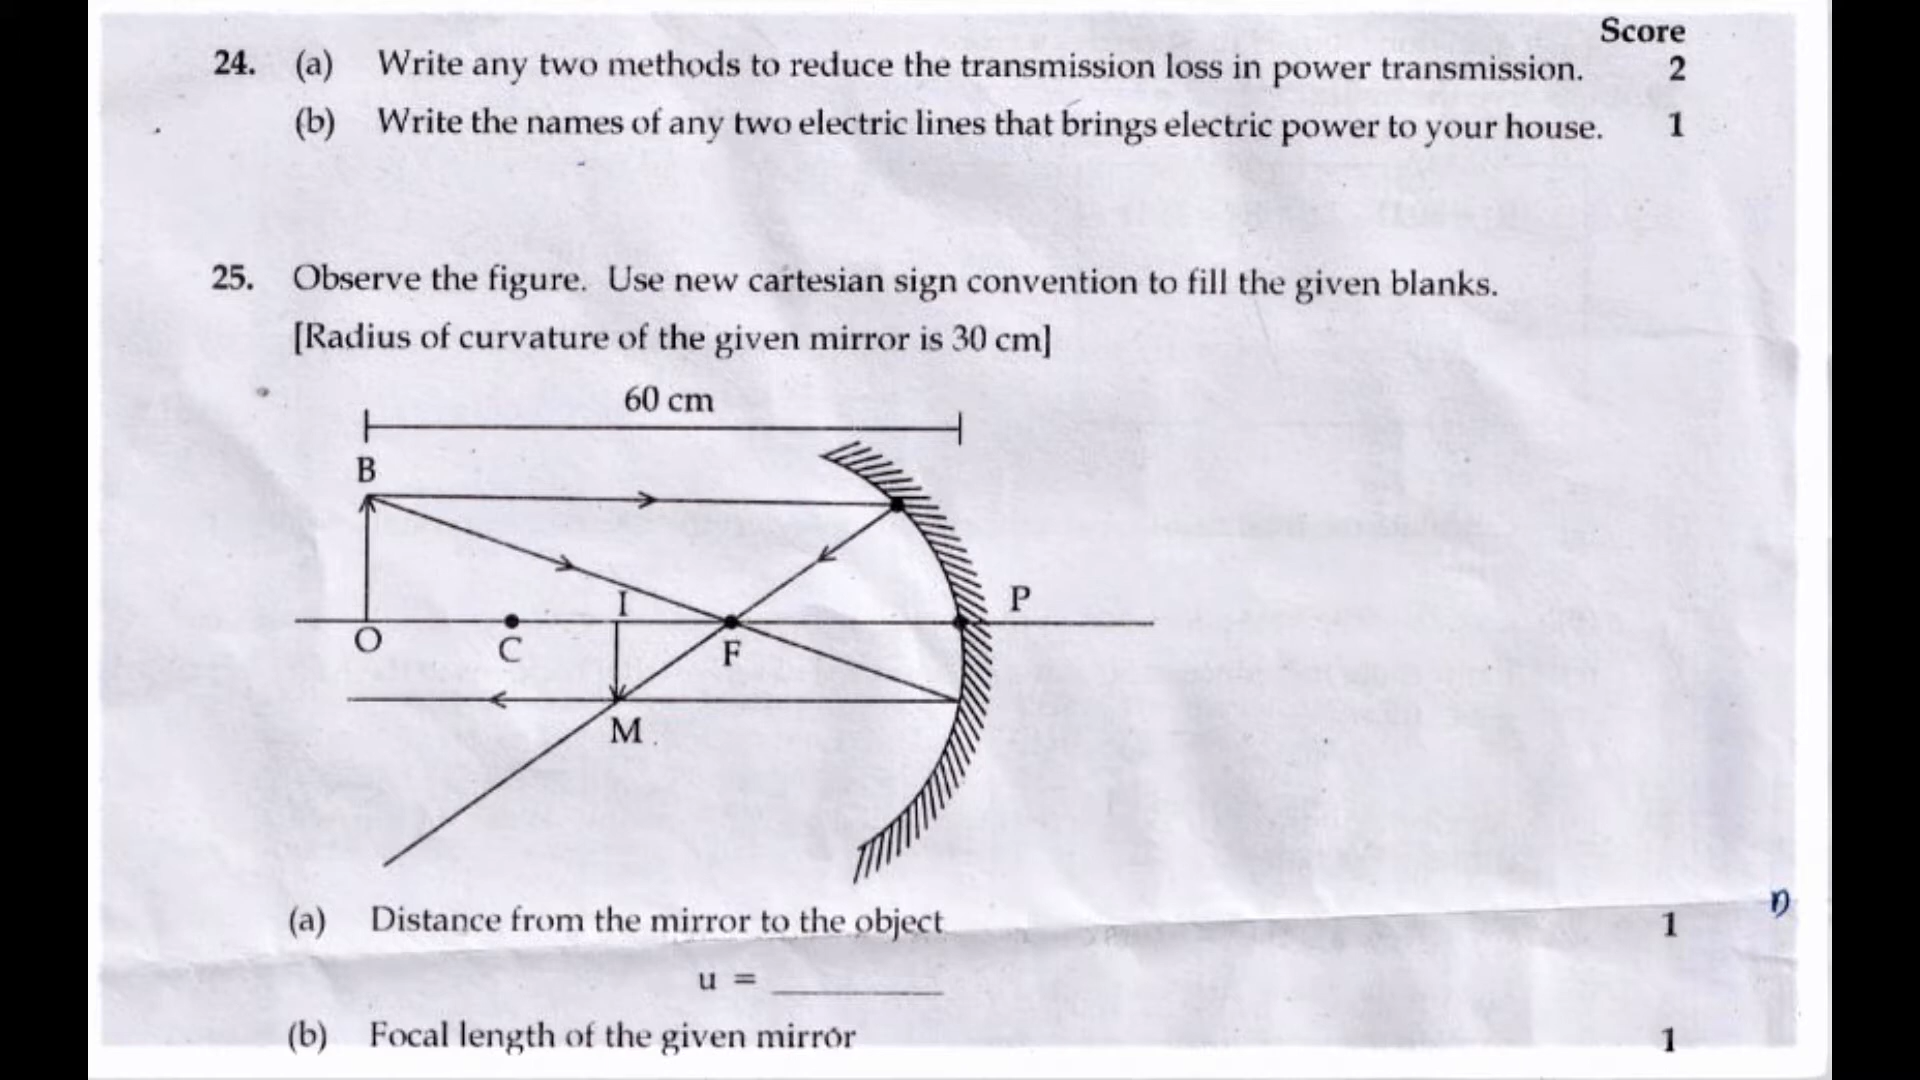 Score
24. (a) Write any two methods to reduce the transmission loss in power transmission. 2
(b) Write the names of any two electric lines that brings electric power to your house. 1
25. Observe the figure. Use new cartesian sign convention to fill the given blanks.
[Radius of curvature of the given mirror is 30 cm]
60 cm
B
I
P
O
C
F
M
(a) Distance from the mirror to the object 1
u = ______
(b) Focal length of the given mirror 1